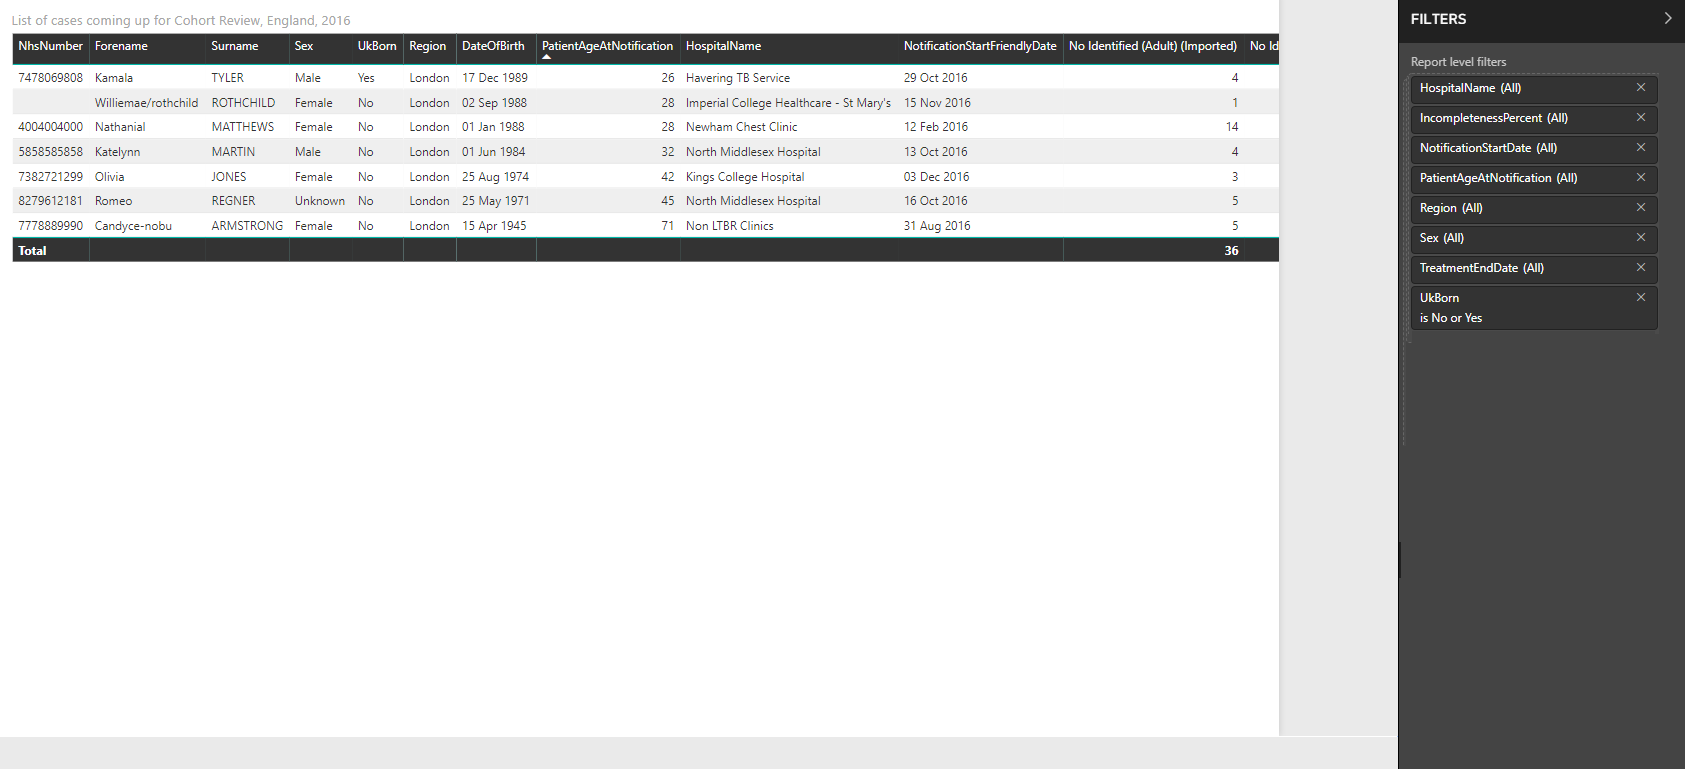 List of cases coming up for Cohort Review, England, 2016
NhsNumber Forename Surname Sex UkBorn Region DateOfBirth PatientAgeAtNotification HospitalName NotificationStartFriendlyDate No Identified (Adult) (Imported) No Id
7478069808 Kamala TYLER Male Yes London 17 Dec 1989 26 Havering TB Service 29 Oct 2016 4
Williemae/rothchild ROTHCHILD Female No London 02 Sep 1988 28 Imperial College Healthcare - St Mary's 15 Nov 2016 1
4004004000 Nathanial MATTHEWS Female No London 01 Jan 1988 28 Newham Chest Clinic 12 Feb 2016 14
5858585858 Katelynn MARTIN Male No London 01 Jun 1984 32 North Middlesex Hospital 13 Oct 2016 4
7382721299 Olivia JONES Female No London 25 Aug 1974 42 Kings College Hospital 03 Dec 2016 3
8279612181 Romeo REGNER Unknown No London 25 May 1971 45 North Middlesex Hospital 16 Oct 2016 5
7778889990 Candyce-nobu ARMSTRONG Female No London 15 Apr 1945 71 Non LTBR Clinics 31 Aug 2016 5
Total 36
FILTERS
Report level filters
HospitalName (All)
IncompletenessPercent (All)
NotificationStartDate (All)
PatientAgeAtNotification (All)
Region (All)
Sex (All)
TreatmentEndDate (All)
UkBorn
is No or Yes